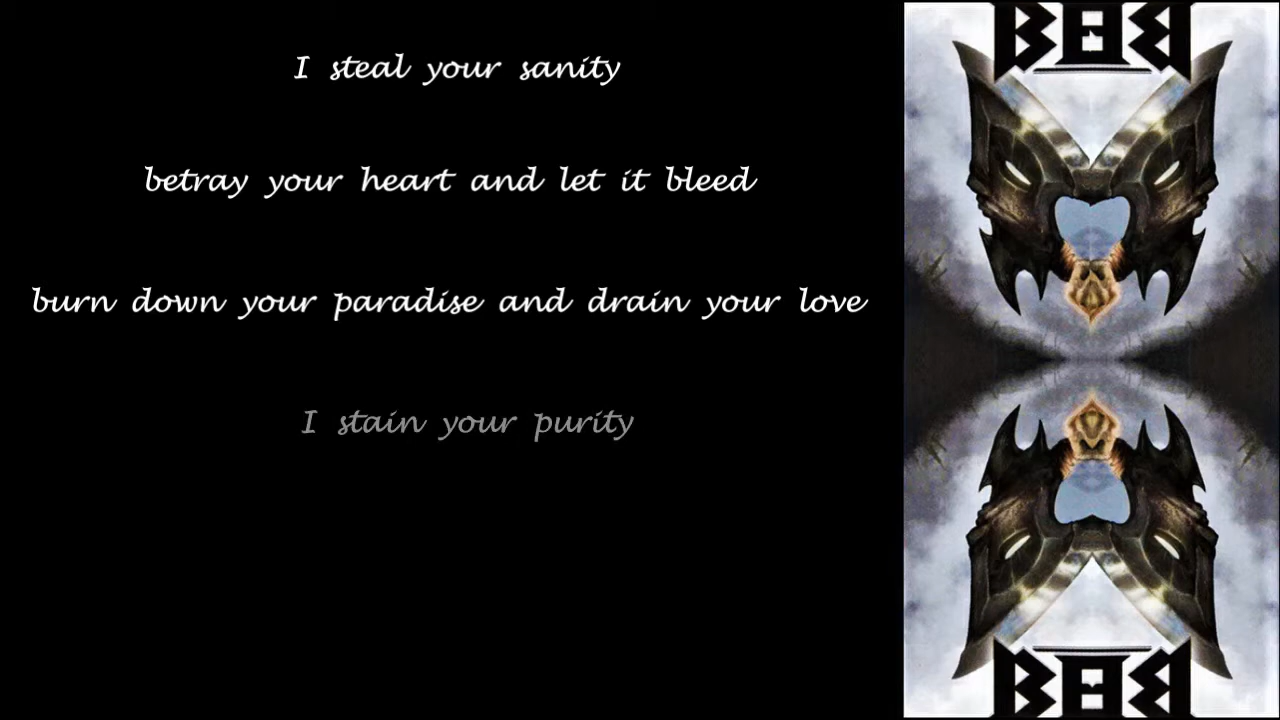 I steal your sanity
betray your heart and let it bleed
burn down your paradise and drain your love
I stain your purity